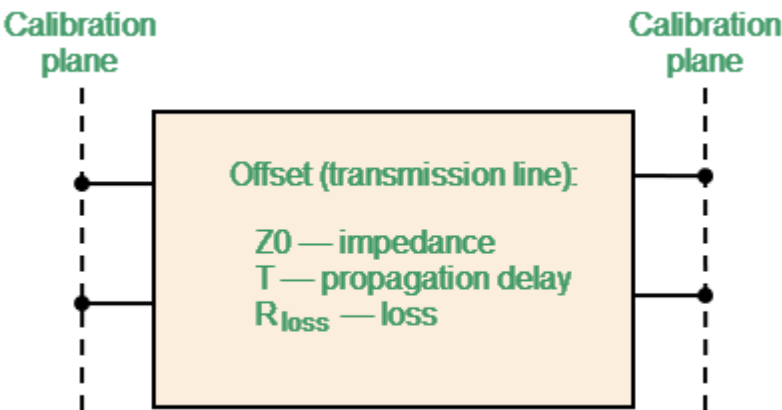 Calibration
plane
Calibration
plane
Offset (transmission line):
Z0 — impedance
T — propagation delay
Rloss — loss